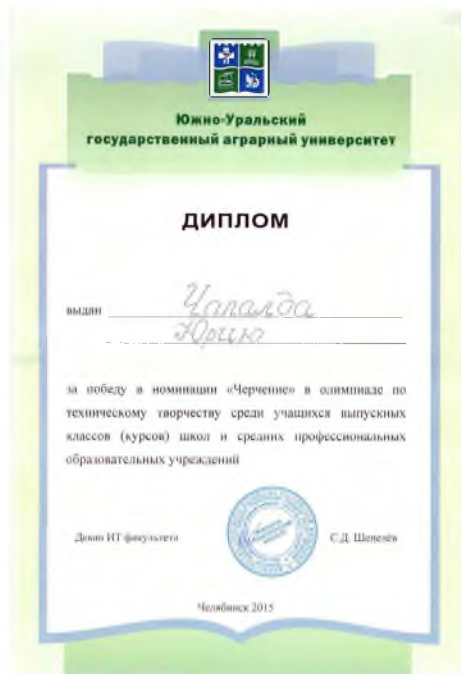 Южно-Уральский
государственный аграрный университет
ДИПЛОМ
выдан Чапалда
Юрию
за победу в номинации «Черчение» в олимпиаде по
техническому творчеству среди учащихся выпускных
классов (курсов) школ и средних профессиональных
образовательных учреждений
Декан ИТ факультета С.Д. Шепелёв
Челябинск 2015